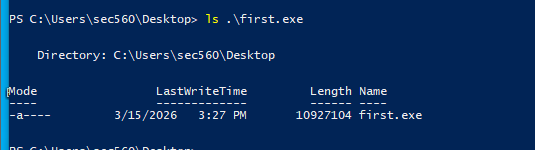 PS C:\Users\sec560\Desktop> ls .\first.exe
Directory: C:\Users\sec560\Desktop
Mode LastWriteTime Length Name
---- ------------- ------ ----
-a---- 3/15/2026 3:27 PM 10927104 first.exe
PS C:\Users\sec560\Desktop>